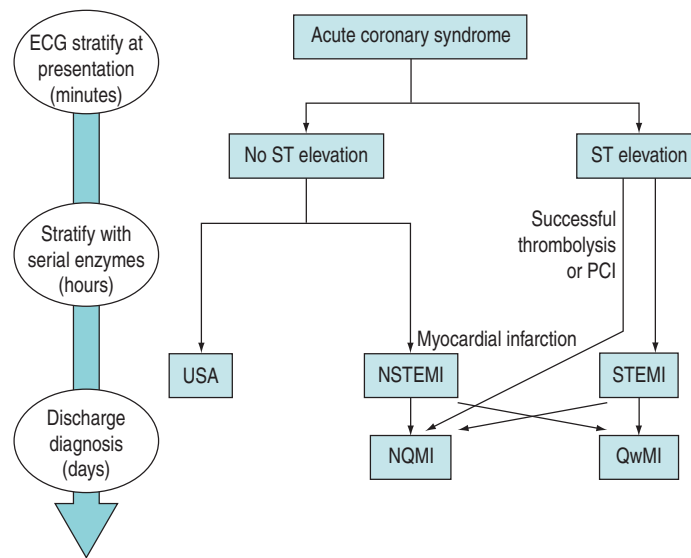 ECG stratify at
presentation
(minutes)
Acute coronary syndrome
No ST elevation
ST elevation
Stratify with
serial enzymes
(hours)
Successful
thrombolysis
or PCI
Myocardial infarction
USA
NSTEMI
STEMI
Discharge
diagnosis
(days)
NQMI
QwMI